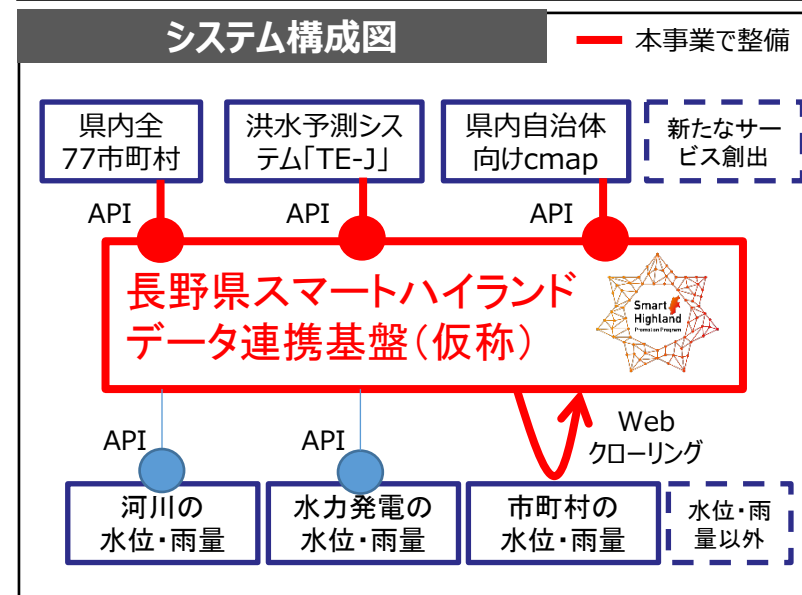 システム構成図
本事業で整備
県内全
77市町村
洪水予測シス
テム「TE-J」
県内自治体
向けcmap
新たなサー
ビス創出
API
API
API
長野県スマートハイランド
データ連携基盤(仮称)
Smart
Highland
Promotion Program
API
API
Web
クローリング
河川の
水位・雨量
水力発電の
水位・雨量
市町村の
水位・雨量
水位・雨
量以外